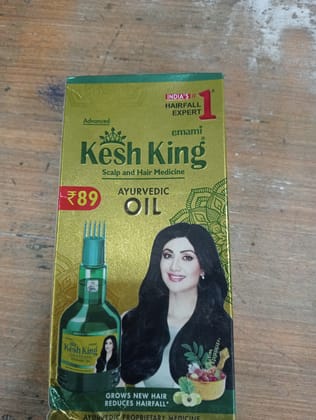 INDIA'S
HAIRFALL
EXPERT
1
Advanced
emami
Kesh King
Scalp and Hair Medicine
₹89
AYURVEDIC
OIL
Kesh King
GROWS NEW HAIR
REDUCES HAIRFALL*
AYURVEDIC PROPRIETARY MEDICINE